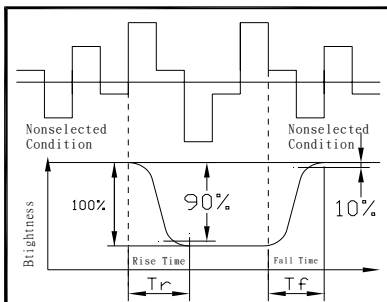 Nonselected
Condition
Nonselected
Condition
Btightness
100%
90%
10%
Rise Time
Fall Time
Tr
Tf